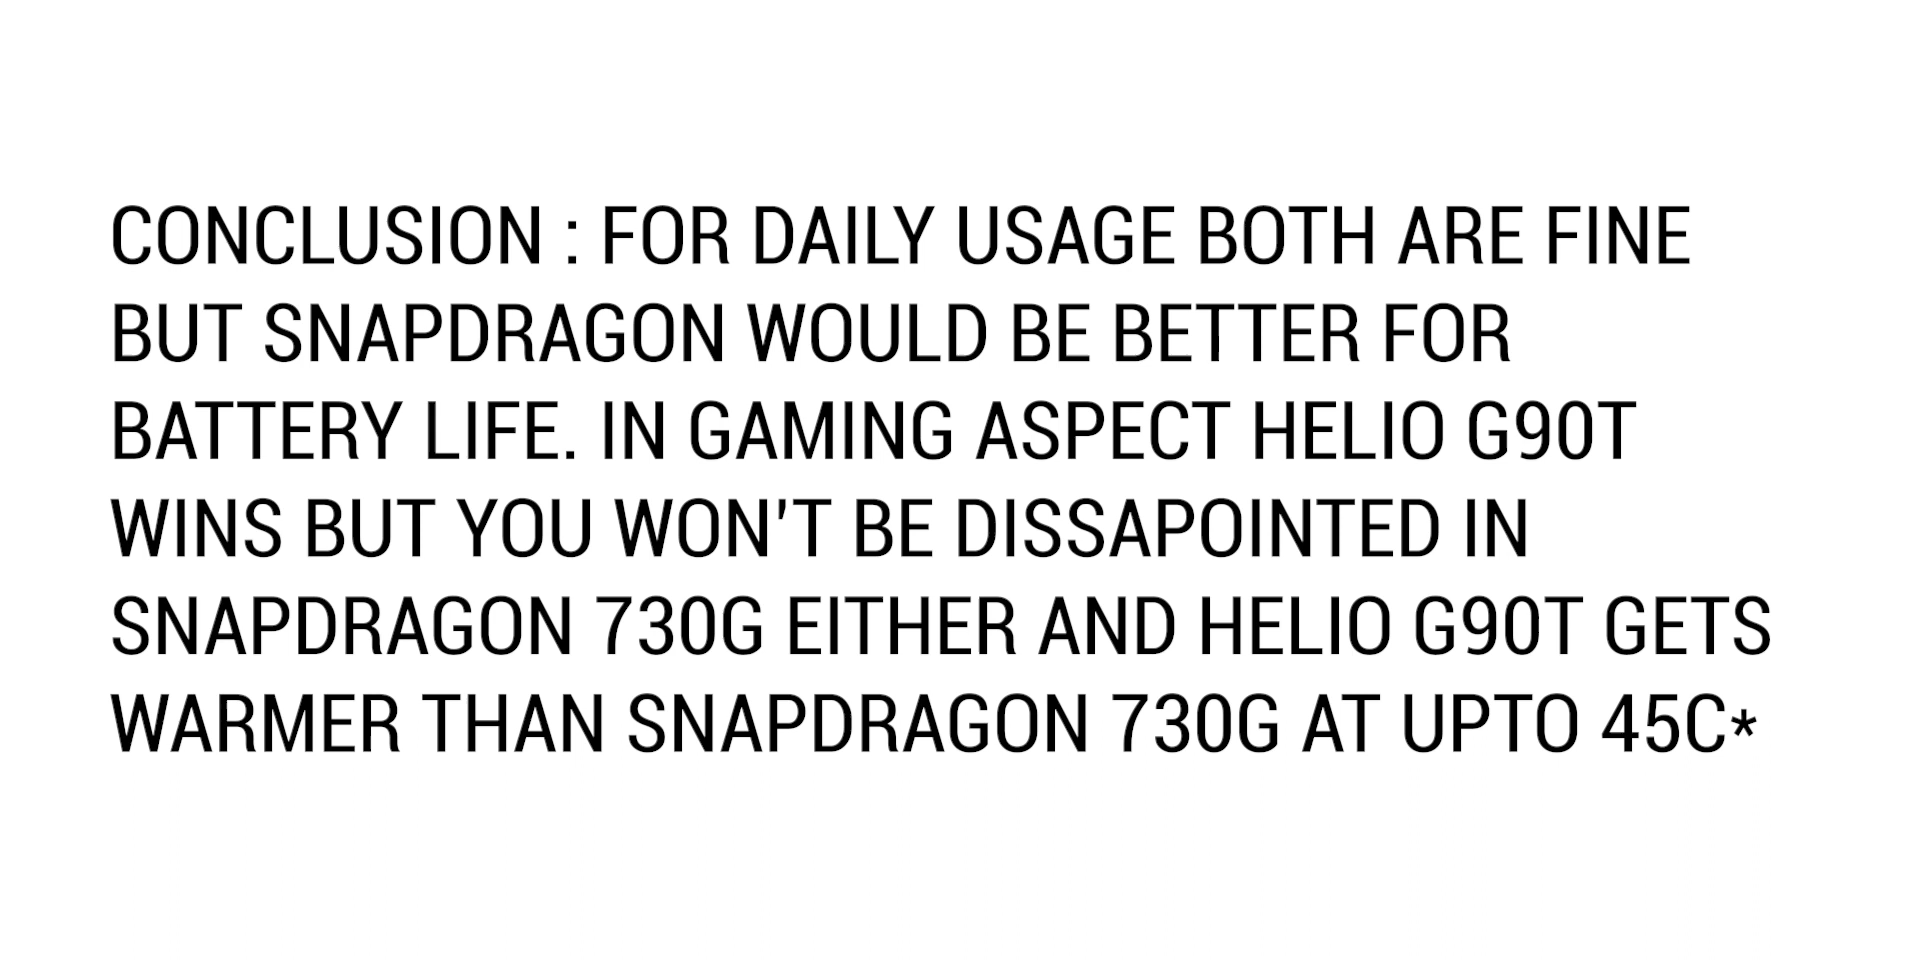 CONCLUSION : FOR DAILY USAGE BOTH ARE FINE
BUT SNAPDRAGON WOULD BE BETTER FOR
BATTERY LIFE. IN GAMING ASPECT HELIO G90T
WINS BUT YOU WON'T BE DISSAPOINTED IN
SNAPDRAGON 730G EITHER AND HELIO G90T GETS
WARMER THAN SNAPDRAGON 730G AT UPTO 45C*